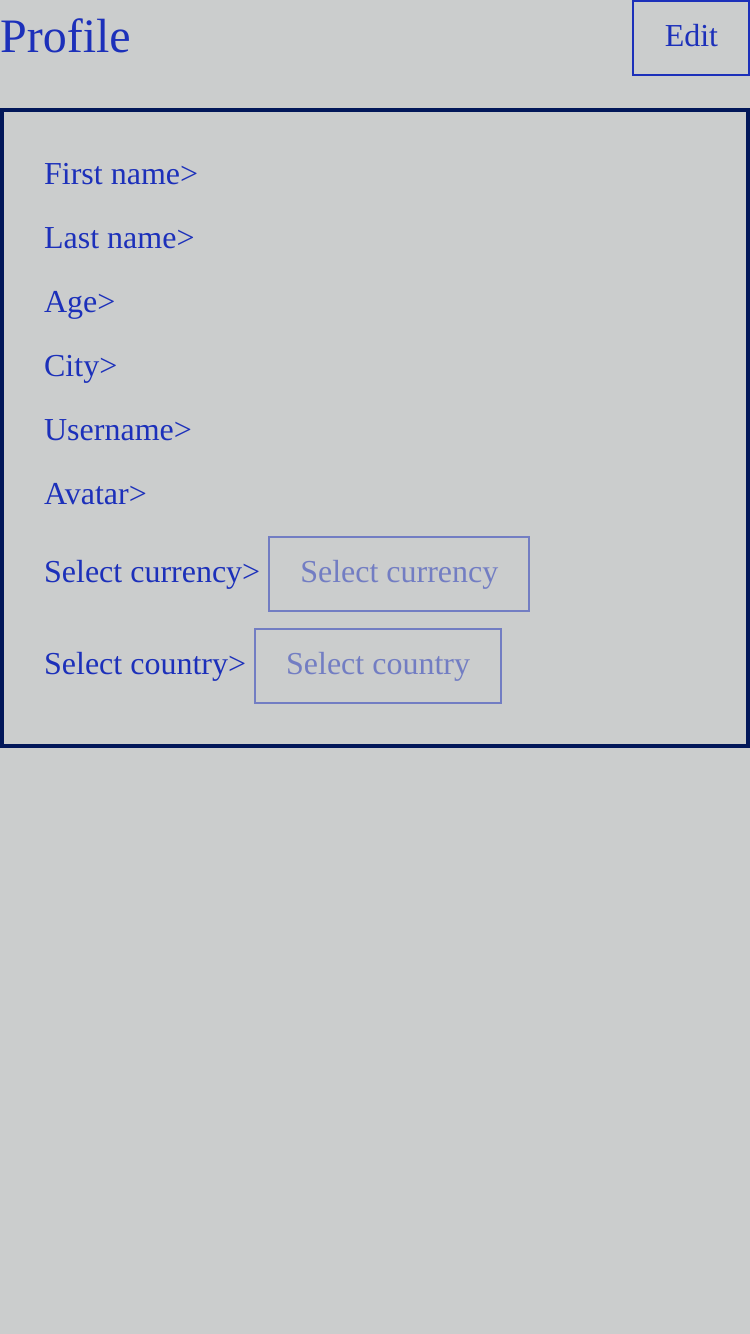 Profile
Edit
First name>
Last name>
Age>
City>
Username>
Avatar>
Select currency> Select currency
Select country> Select country